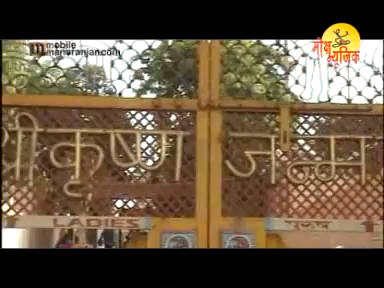 mobile
manoranjan.com
मोक्ष
म्यूजिक
श्री कृष्ण जन्म
LADIES पुरुष